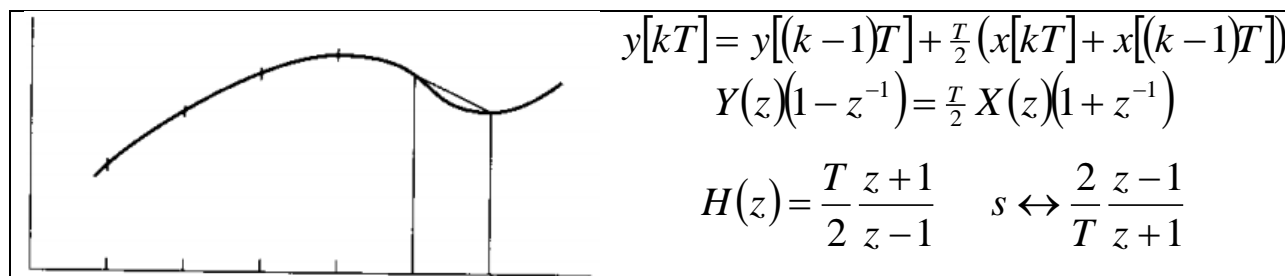 y[kT] = y[(k − 1)T] + T/2 (x[kT] + x[(k − 1)T])
Y(z)(1 − z⁻¹) = T/2 X(z)(1 + z⁻¹)
H(z) = T/2 z + 1/z − 1 s ↔ 2/T z − 1/z + 1